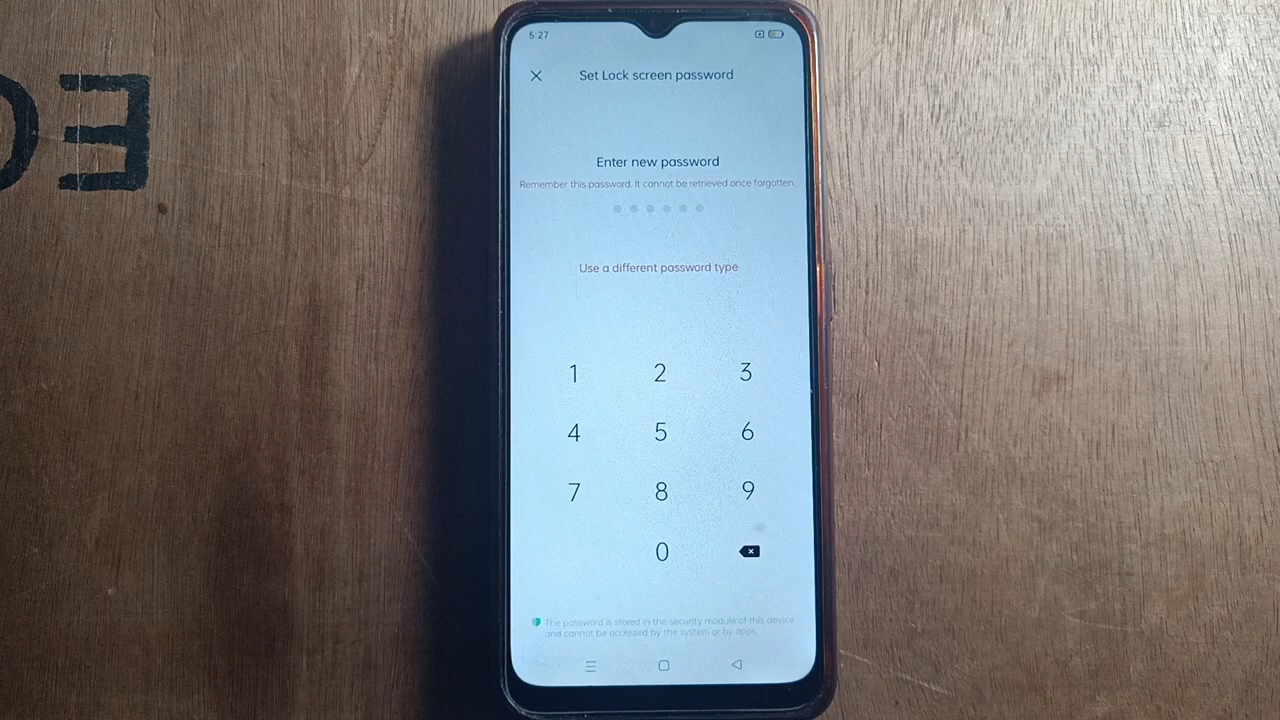 5:27
Set Lock screen password
Enter new password
Remember this password. It cannot be retrieved once forgotten.
Use a different password type
1 2 3
4 5 6
7 8 9
0
The password is stored in the security module of this device
and cannot be accessed by the system or by apps.